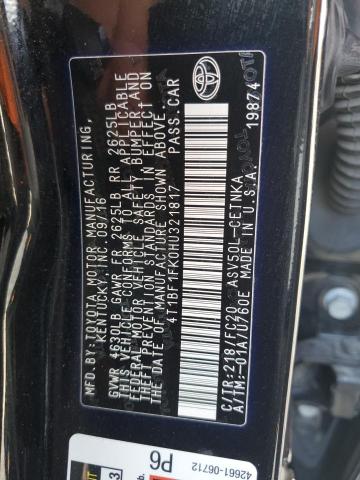 MFD.BY:TOYOTA MOTOR MANUFACTURING,
KENTUCKY,INC. 09/16
GVWR 4630LB GAWR FR 2625LB RR 2625LB
THIS VEHICLE CONFORMS TO ALL APPLICABLE
FEDERAL MOTOR VEHICLE SAFETY, BUMPER,AND
THEFT PREVENTION STANDARDS IN EFFECT ON
THE DATE OF MANUFACTURE SHOWN ABOVE.
4T1BF1FK0HU321817 PASS.CAR
C/TR:218/FC20 ASV50L-CETNKA
A/TM:-01A/U760E MADE IN U.S.A. 198Z4
42661-06712
P6